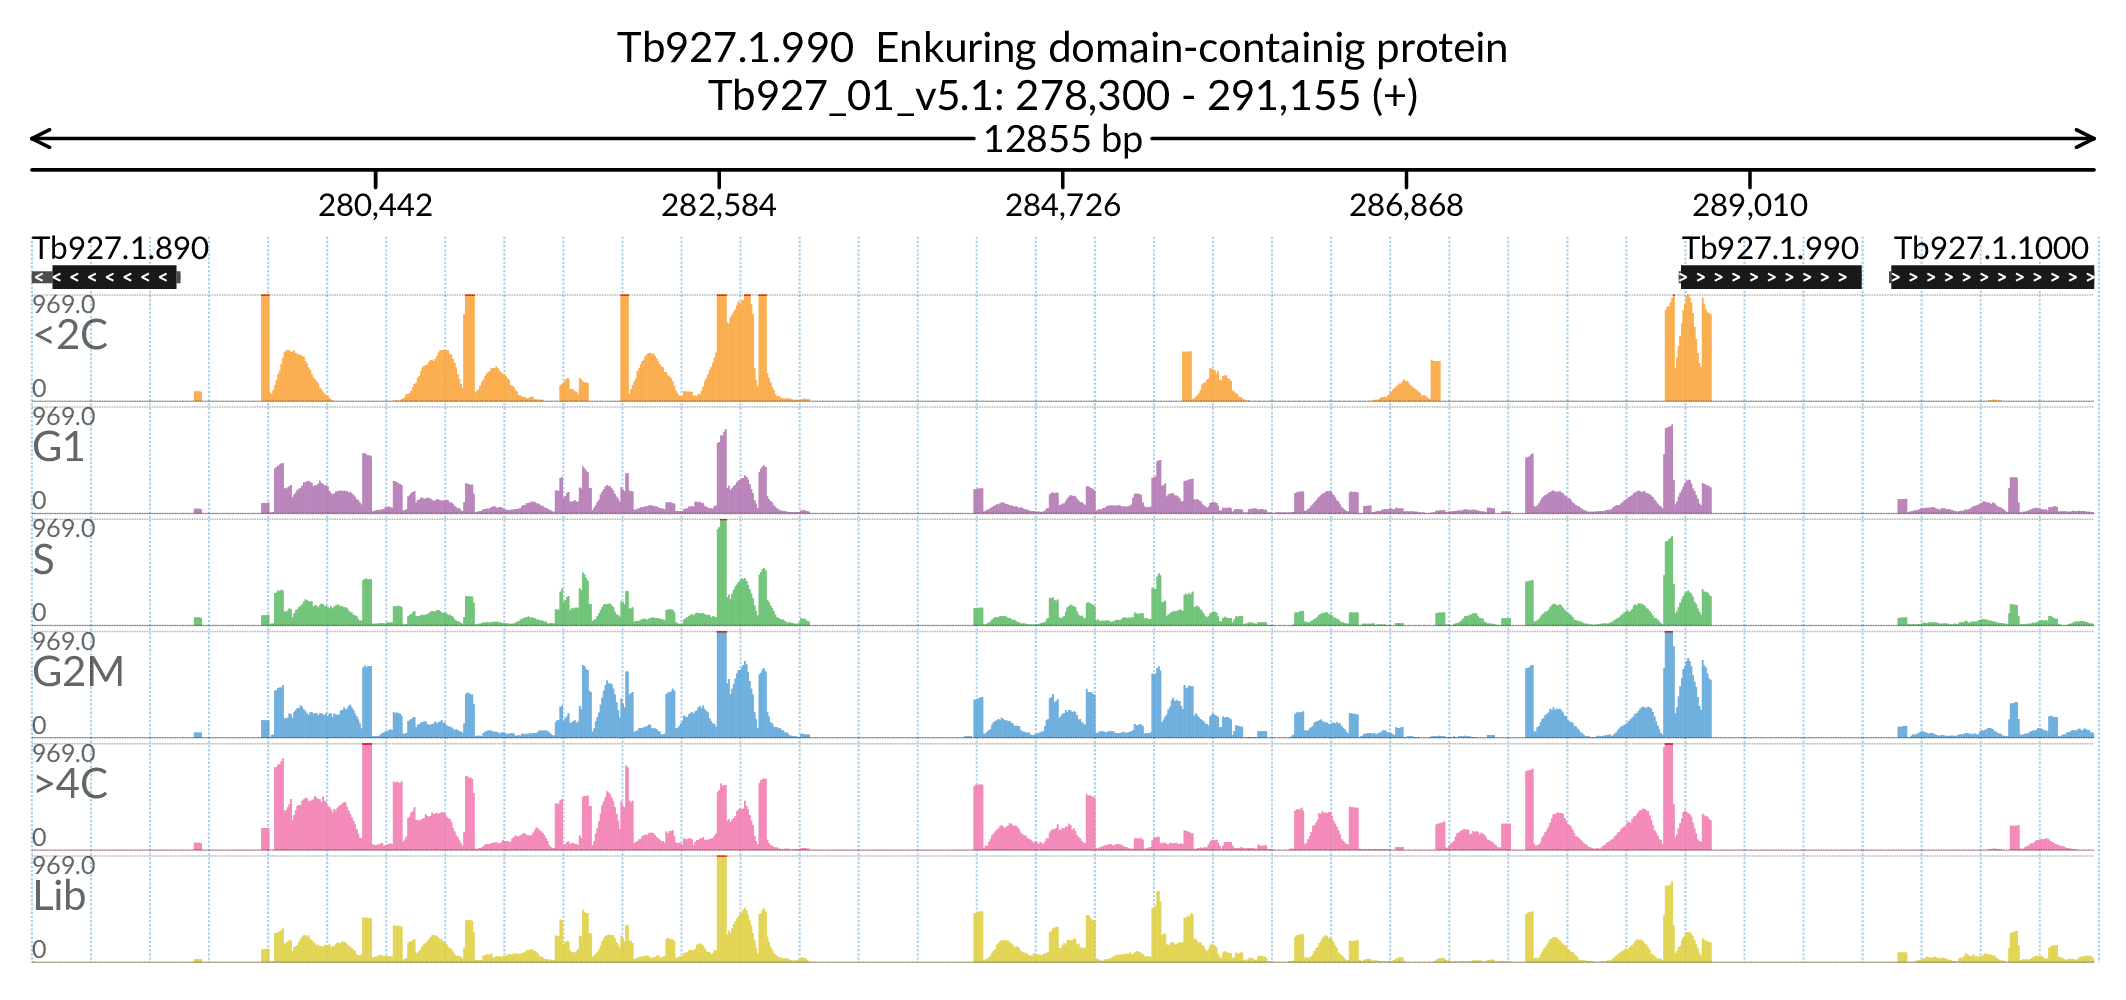 Tb927.1.990  Enkuring domain-containig protein
Tb927_01_v5.1: 278,300 - 291,155 (+)
12855 bp
280,442 282,584 284,726 286,868 289,010
Tb927.1.890 Tb927.1.990 Tb927.1.1000
969.0
<2C
0
969.0
G1
0
969.0
S
0
969.0
G2M
0
969.0
>4C
0
969.0
Lib
0